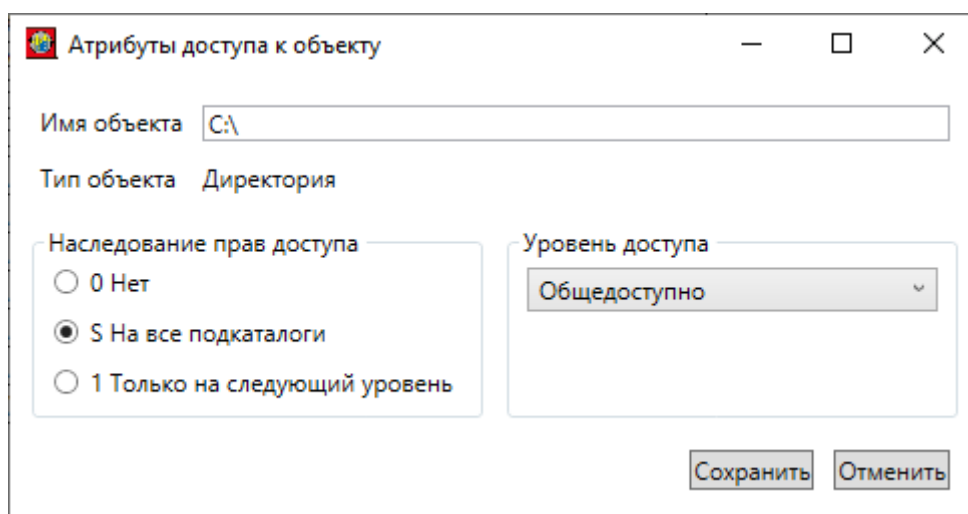 Атрибуты доступа к объекту
Имя объекта C:\
Тип объекта Директория
Наследование прав доступа
0 Нет
S На все подкаталоги
1 Только на следующий уровень
Уровень доступа
Общедоступно
Сохранить Отменить